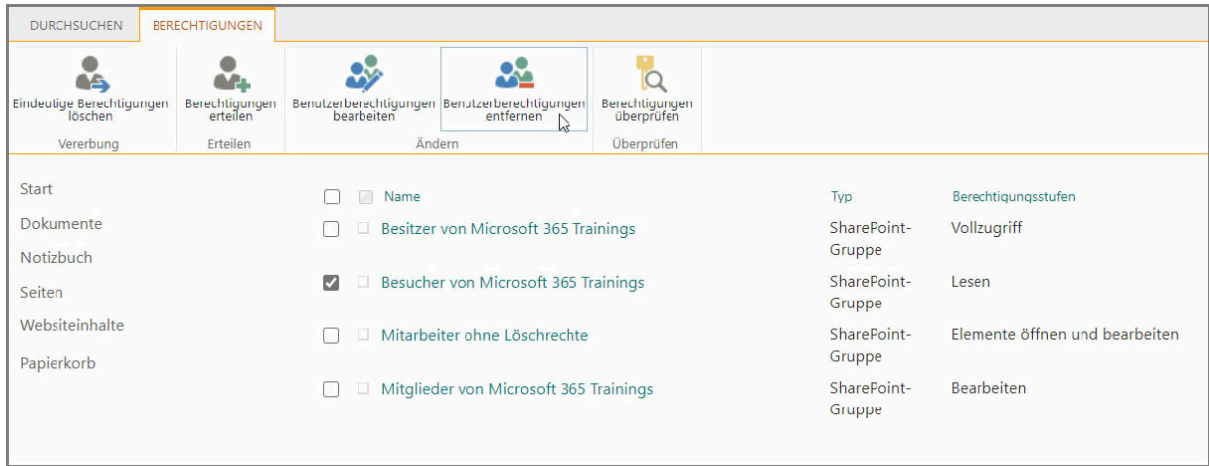 DURCHSUCHEN BERECHTIGUNGEN
Eindeutige Berechtigungen löschen
Berechtigungen erteilen
Benutzerberechtigungen bearbeiten
Benutzerberechtigungen entfernen
Berechtigungen überprüfen
Vererbung Erteilen Ändern Überprüfen
Start
Dokumente
Notizbuch
Seiten
Websiteinhalte
Papierkorb
Name Typ Berechtigungsstufen
Besitzer von Microsoft 365 Trainings SharePoint-Gruppe Vollzugriff
Besucher von Microsoft 365 Trainings SharePoint-Gruppe Lesen
Mitarbeiter ohne Löschrechte SharePoint-Gruppe Elemente öffnen und bearbeiten
Mitglieder von Microsoft 365 Trainings SharePoint-Gruppe Bearbeiten